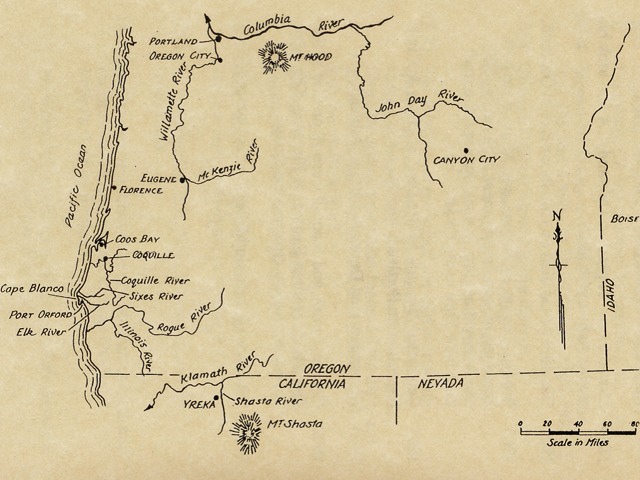 Columbia River
PORTLAND
OREGON CITY
MT HOOD
Willamette River
John Day River
CANYON CITY
Pacific Ocean
EUGENE
McKenzie River
FLORENCE
N
BOISE
COOS BAY
COQUILLE
Coquille River
Cape Blanco
Sixes River
PORT ORFORD
Elk River
Rogue River
Illinois River
IDAHO
Klamath River
OREGON
CALIFORNIA
NEVADA
YREKA
Shasta River
MT Shasta
0 20 40 60 80
Scale in Miles